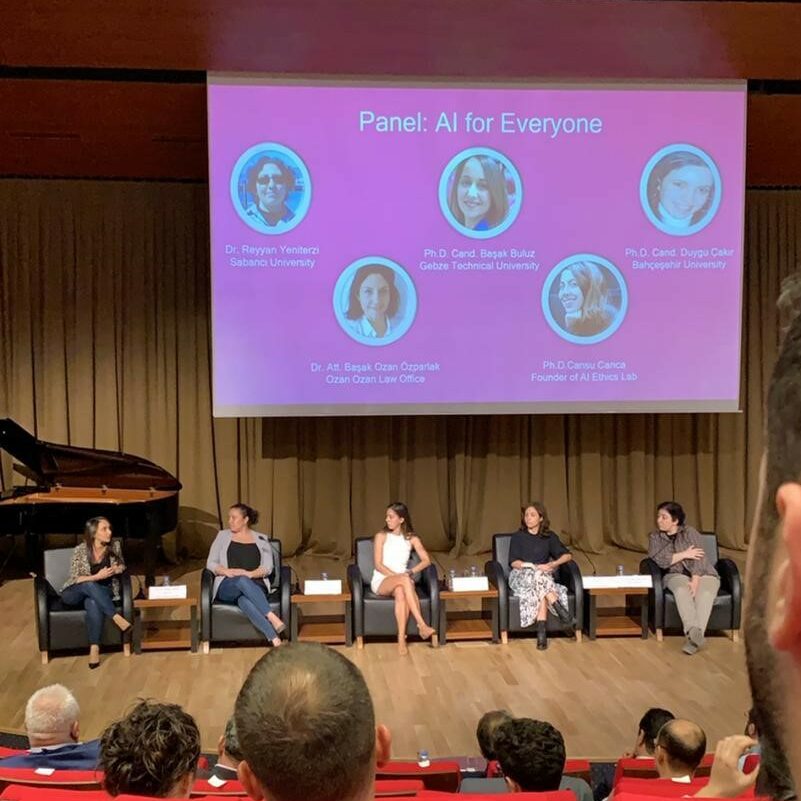 Panel: AI for Everyone
Dr. Reyyan Yeniterzi
Sabancı University
Ph.D. Cand. Başak Buluz
Gebze Technical University
Ph.D. Cand. Duygu Çakır
Bahçeşehir University
Dr. Att. Başak Ozan Özparlak
Ozan Ozan Law Office
Ph.D.Cansu Canca
Founder of AI Ethics Lab